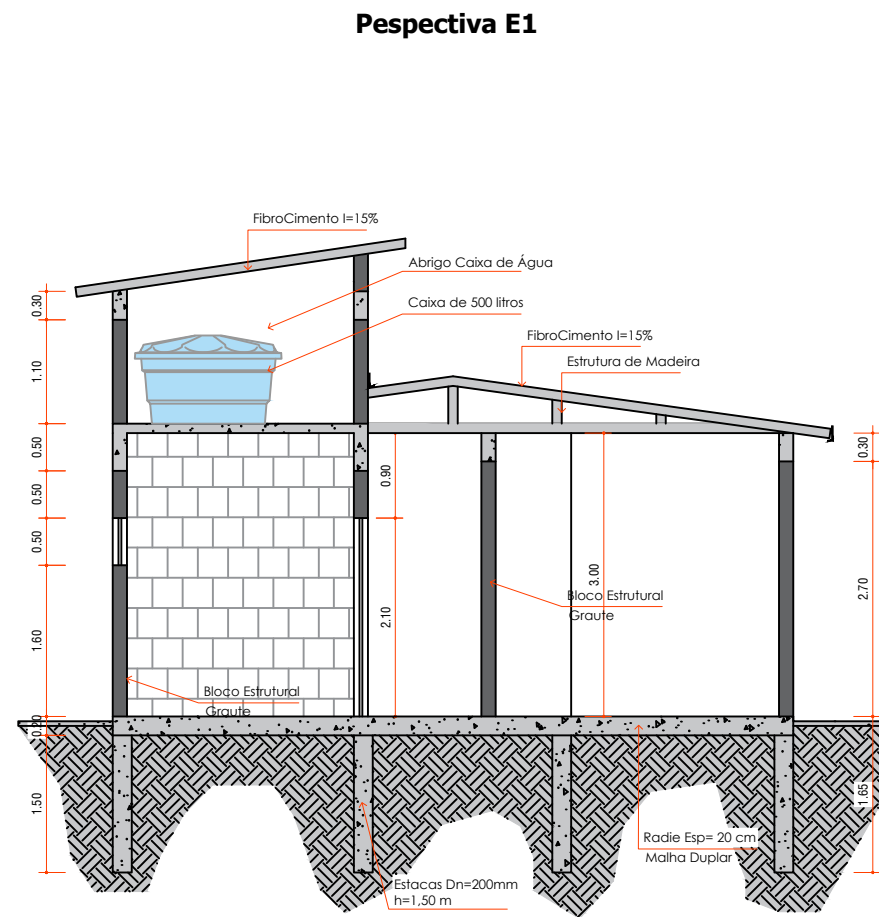 Pespectiva E1
FibroCimento I=15%
Abrigo Caixa de Água
Caixa de 500 litros
FibroCimento I=15%
Estrutura de Madeira
0.30
1.10
0.50
0.50
0.50
1.60
0.20
1.50
0.90
2.10
3.00
0.30
2.70
1.65
Bloco Estrutural
Graute
Bloco Estrutural
Graute
Radie Esp= 20 cm
Malha Duplar
Estacas Dn=200mm
h=1,50 m